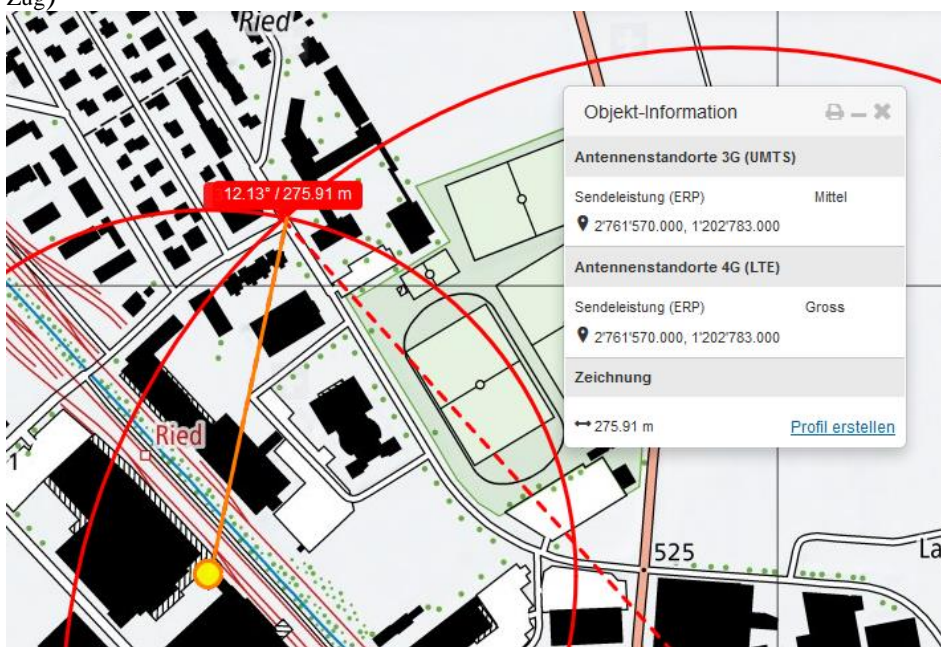 Zug)
Ried
Objekt-Information
Antennenstandorte 3G (UMTS)
Sendeleistung (ERP) Mittel
2'761'570.000, 1'202'783.000
Antennenstandorte 4G (LTE)
Sendeleistung (ERP) Gross
2'761'570.000, 1'202'783.000
Zeichnung
275.91 m Profil erstellen
12.13° / 275.91 m
Ried
1
525
La